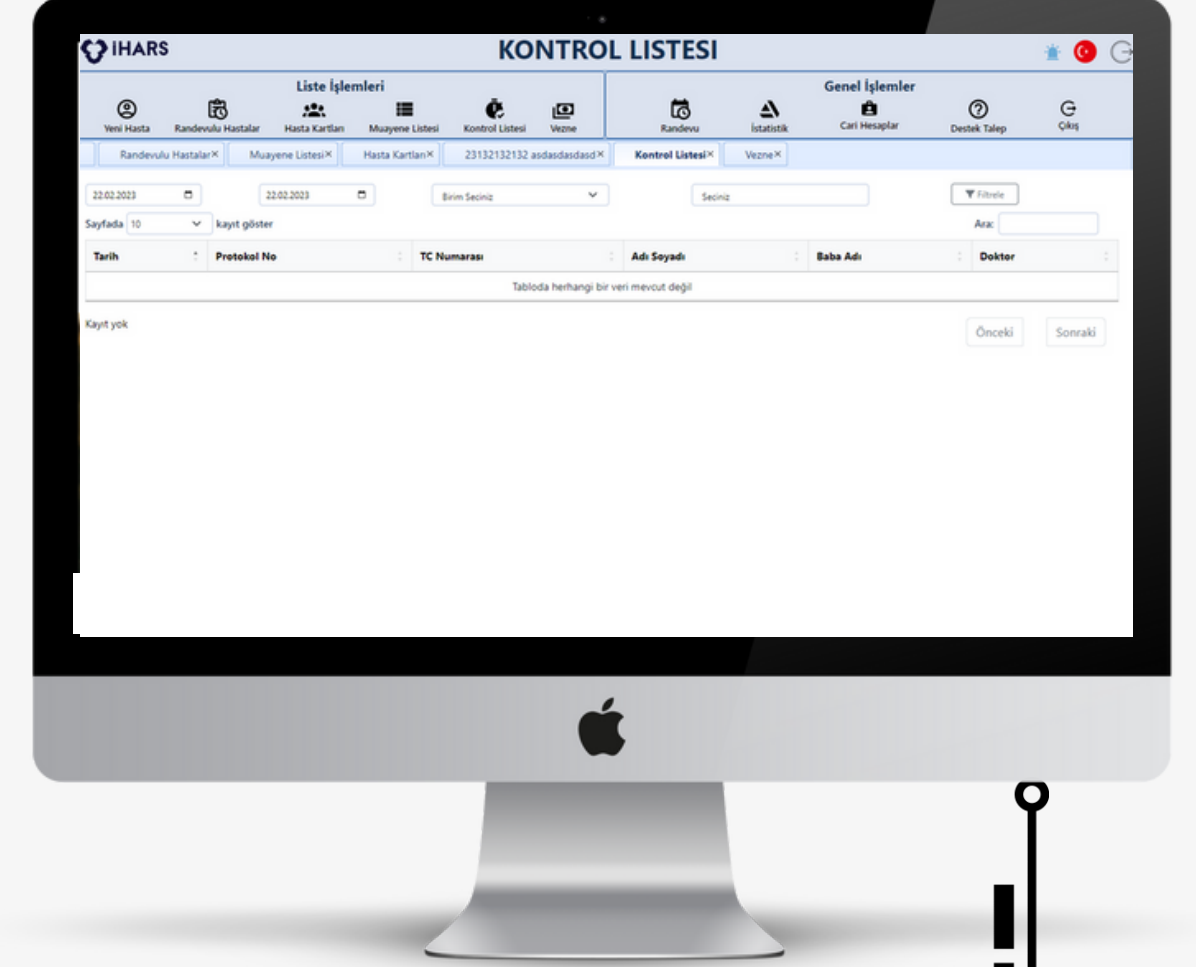 IHARS
KONTROL LISTESI
Liste İşlemleri
Genel İşlemler
Yeni Hasta Randevulu Hastalar Hasta Kartları Muayene Listesi Kontrol Listesi Vezne Randevu İstatistik Cari Hesaplar Destek Talep Çıkış
Randevulu Hastalar× Muayene Listesi× Hasta Kartları× 23132132132 asdasdasdasd× Kontrol Listesi× Vezne×
22.02.2023 22.02.2023 Birim Seciniz Seciniz Filtrele
Sayfada 10 kayıt göster Ara:
Tarih Protokol No TC Numarası Adı Soyadı Baba Adı Doktor
Tabloda herhangi bir veri mevcut değil
Kayıt yok Önceki Sonraki